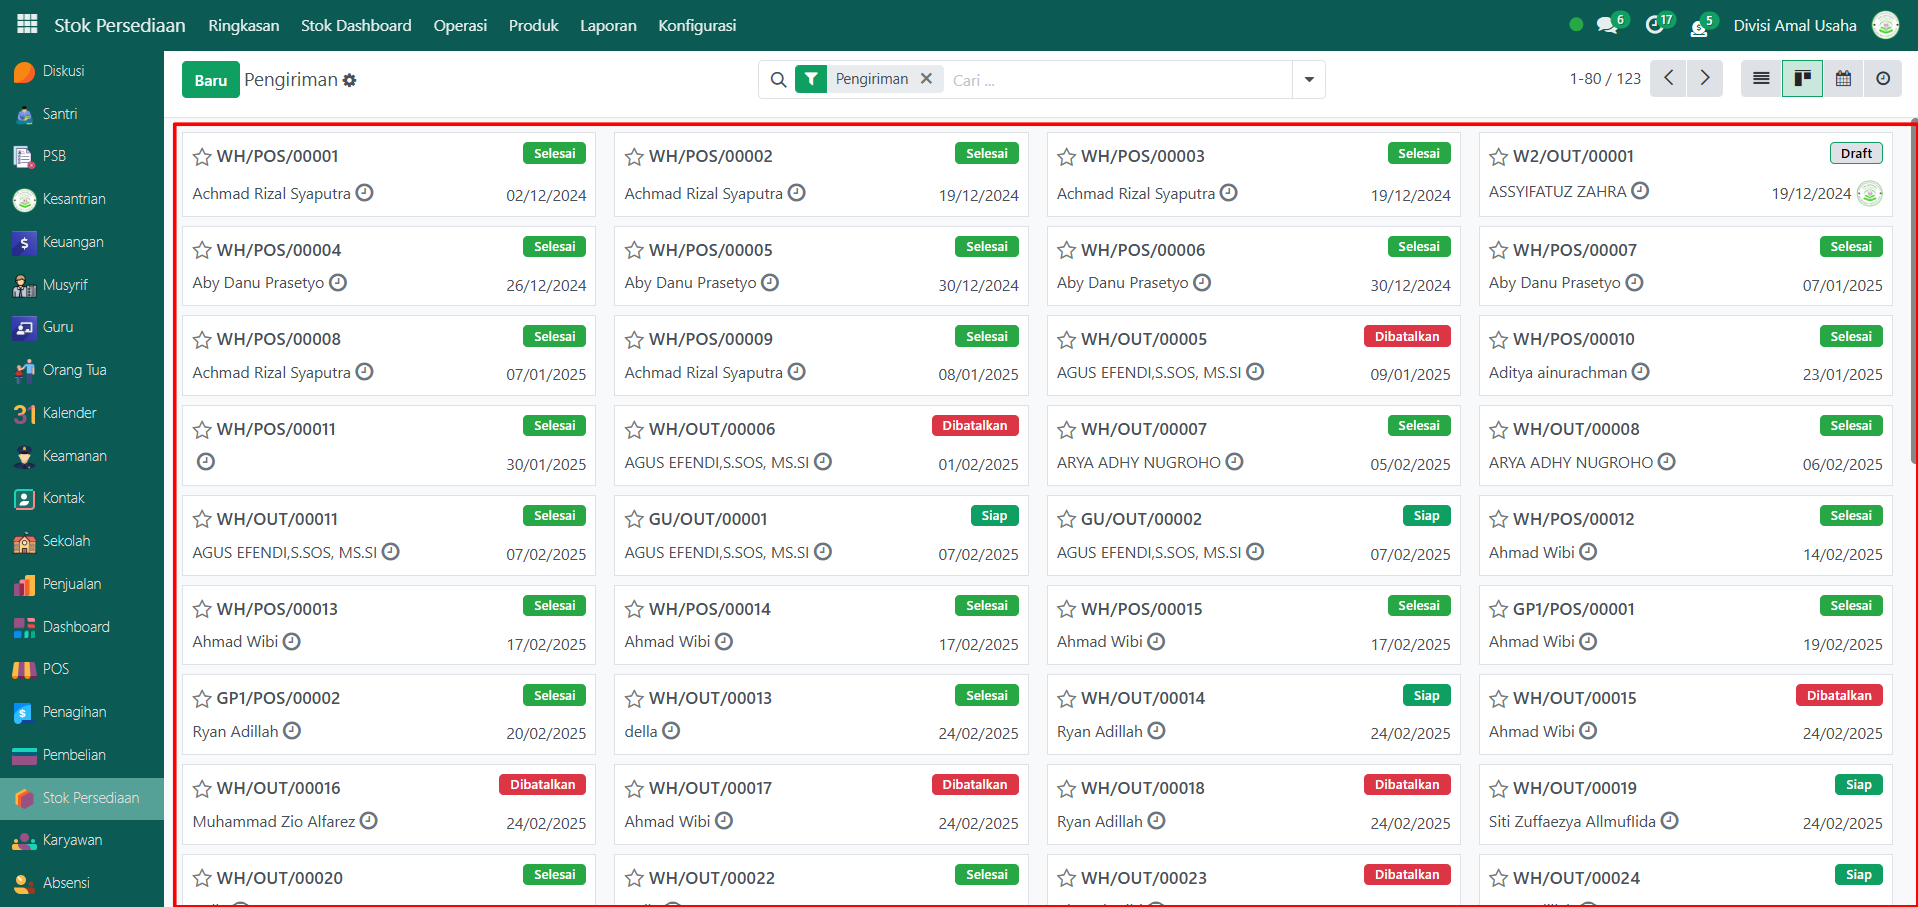 Stok Persediaan Ringkasan Stok Dashboard Operasi Produk Laporan Konfigurasi 6 17 5 Divisi Amal Usaha
Diskusi
Santri
PSB
Kesantrian
Keuangan
Musyrif
Guru
Orang Tua
31 Kalender
Keamanan
Kontak
Sekolah
Penjualan
Dashboard
POS
Penagihan
Pembelian
Stok Persediaan
Karyawan
Absensi
Baru Pengiriman Pengiriman Cari ... 1-80 / 123
WH/POS/00001 Selesai
Achmad Rizal Syaputra 02/12/2024
WH/POS/00002 Selesai
Achmad Rizal Syaputra 19/12/2024
WH/POS/00003 Selesai
Achmad Rizal Syaputra 19/12/2024
W2/OUT/00001 Draft
ASSYIFATUZ ZAHRA 19/12/2024
WH/POS/00004 Selesai
Aby Danu Prasetyo 26/12/2024
WH/POS/00005 Selesai
Aby Danu Prasetyo 30/12/2024
WH/POS/00006 Selesai
Aby Danu Prasetyo 30/12/2024
WH/POS/00007 Selesai
Aby Danu Prasetyo 07/01/2025
WH/POS/00008 Selesai
Achmad Rizal Syaputra 07/01/2025
WH/POS/00009 Selesai
Achmad Rizal Syaputra 08/01/2025
WH/OUT/00005 Dibatalkan
AGUS EFENDI,S.SOS, MS.SI 09/01/2025
WH/POS/00010 Selesai
Aditya ainurachman 23/01/2025
WH/POS/00011 Selesai
30/01/2025
WH/OUT/00006 Dibatalkan
AGUS EFENDI,S.SOS, MS.SI 01/02/2025
WH/OUT/00007 Selesai
ARYA ADHY NUGROHO 05/02/2025
WH/OUT/00008 Selesai
ARYA ADHY NUGROHO 06/02/2025
WH/OUT/00011 Selesai
AGUS EFENDI,S.SOS, MS.SI 07/02/2025
GU/OUT/00001 Siap
AGUS EFENDI,S.SOS, MS.SI 07/02/2025
GU/OUT/00002 Siap
AGUS EFENDI,S.SOS, MS.SI 07/02/2025
WH/POS/00012 Selesai
Ahmad Wibi 14/02/2025
WH/POS/00013 Selesai
Ahmad Wibi 17/02/2025
WH/POS/00014 Selesai
Ahmad Wibi 17/02/2025
WH/POS/00015 Selesai
Ahmad Wibi 17/02/2025
GP1/POS/00001 Selesai
Ahmad Wibi 19/02/2025
GP1/POS/00002 Selesai
Ryan Adillah 20/02/2025
WH/OUT/00013 Selesai
della 24/02/2025
WH/OUT/00014 Siap
Ryan Adillah 24/02/2025
WH/OUT/00015 Dibatalkan
Ahmad Wibi 24/02/2025
WH/OUT/00016 Dibatalkan
Muhammad Zio Alfarez 24/02/2025
WH/OUT/00017 Dibatalkan
Ahmad Wibi 24/02/2025
WH/OUT/00018 Dibatalkan
Ryan Adillah 24/02/2025
WH/OUT/00019 Siap
Siti Zuffaezya Allmuflida 24/02/2025
WH/OUT/00020 Selesai
WH/OUT/00022 Selesai
WH/OUT/00023 Dibatalkan
WH/OUT/00024 Siap